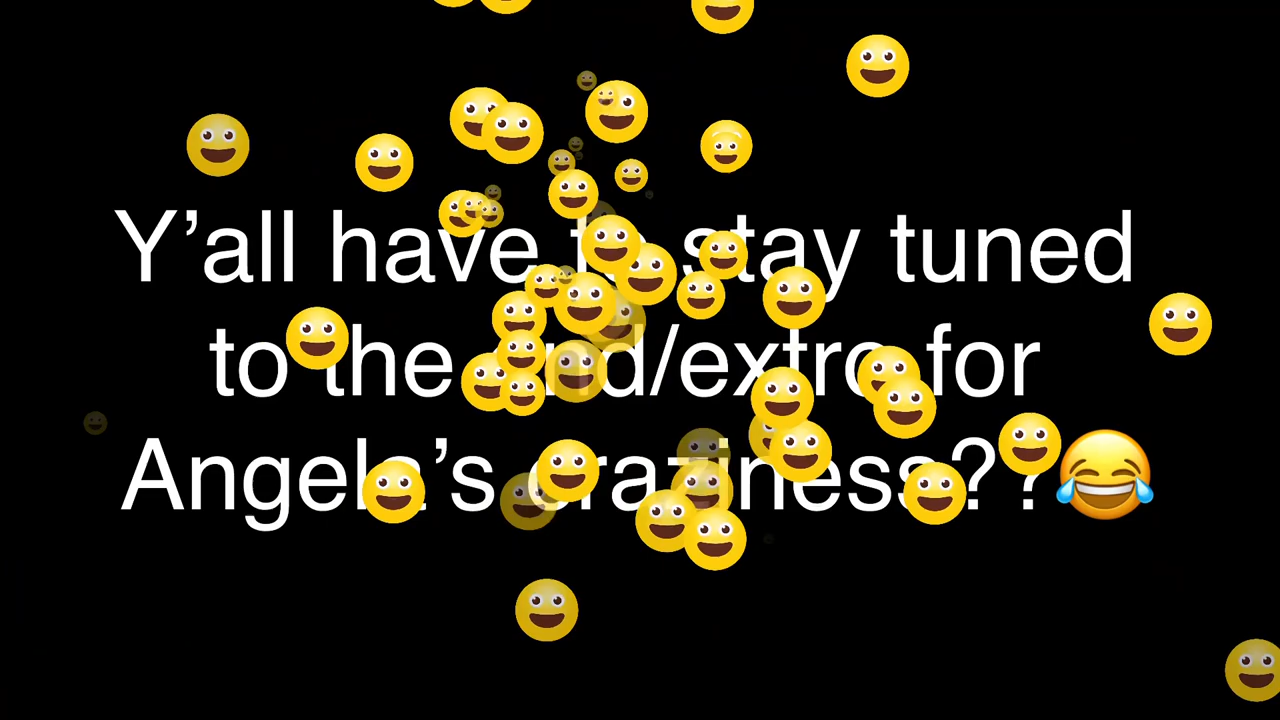 Y’all have to stay tuned
to the end/extra for
Angela’s craziness??😂